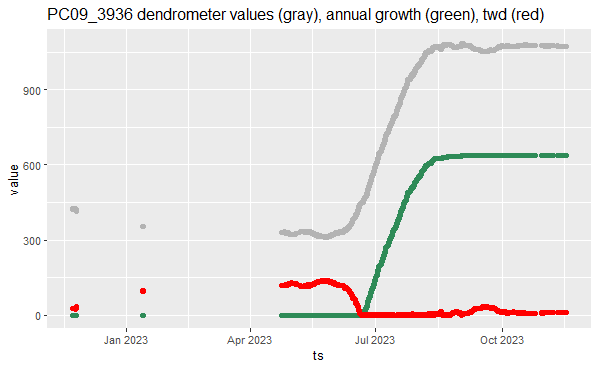 PC09_3936 dendrometer values (gray), annual growth (green), twd (red)
900
600
300
0
value
Jan 2023
Apr 2023
Jul 2023
Oct 2023
ts